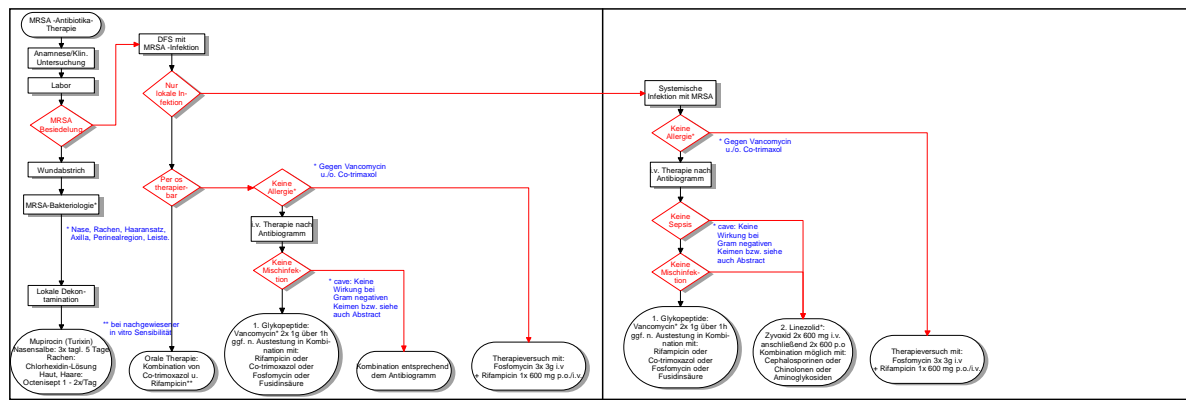 MRSA -Antibiotika-
Therapie
Anamnese/Klin.
Untersuchung
Labor
MRSA
Besiedelung
Wundabstrich
MRSA-Bakteriologie*
* Nase, Rachen, Haaransatz,
Axilla, Perinealregion, Leiste.
Lokale Dekon-
tamination
Mupirocin (Turixin)
Nasensalbe: 3x tagl. 5 Tage
Rachen:
Chlorhexidin-Lösung
Haut, Haare:
Octenisept 1 - 2x/Tag
DFS mit
MRSA -Infektion
Nur
lokale In-
fektion
Per os
therapier-
bar
** bei nachgewiesener
in vitro Sensibilität
Orale Therapie:
Kombination von
Co-trimoxazol u.
Rifampicin**
Keine
Allergie*
* Gegen Vancomycin
u./o. Co-trimaxol
i.v. Therapie nach
Antibiogramm
Keine
Mischinfek-
tion
* cave: Keine
Wirkung bei
Gram negativen
Keimen bzw. siehe
auch Abstract
1. Glykopeptide:
Vancomycin* 2x 1g über 1h
ggf. n. Austestung in Kombi-
nation mit:
Rifampicin oder
Co-trimoxazol oder
Fosfomycin oder
Fusidinsäure
Kombination entsprechend
dem Antibiogramm
Therapieversuch mit:
Fosfomycin 3x 3g i.v
+ Rifampicin 1x 600 mg p.o./i.v.
Systemische
Infektion mit MRSA
Keine
Allergie*
* Gegen Vancomycin
u./o. Co-trimaxol
i.v. Therapie nach
Antibiogramm
Keine
Sepsis
* cave: Keine
Wirkung bei
Gram negativen
Keimen bzw. siehe
auch Abstract
Keine
Mischinfek-
tion
1. Glykopeptide:
Vancomycin* 2x 1g über 1h
ggf. n. Austestung in Kombi-
nation mit:
Rifampicin oder
Co-trimoxazol oder
Fosfomycin oder
Fusidinsäure
2. Linezolid*:
Zyvoxid 2x 600 mg i.v.
anschließend 2x 600 p.o
Kombination möglich mit:
Cephalosporinen oder
Chinolonen oder
Aminoglykosiden
Therapieversuch mit:
Fosfomycin 3x 3g i.v
+ Rifampicin 1x 600 mg p.o./i.v.